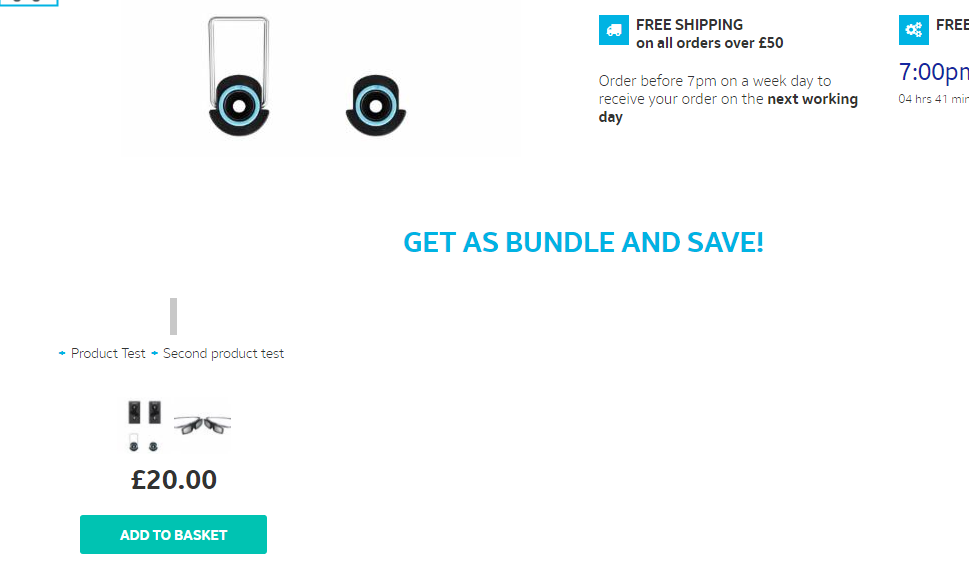 FREE SHIPPING
on all orders over £50
Order before 7pm on a week day to
receive your order on the next working
day
FREE
7:00pm
04 hrs 41 min
GET AS BUNDLE AND SAVE!
+ Product Test + Second product test
£20.00
ADD TO BASKET